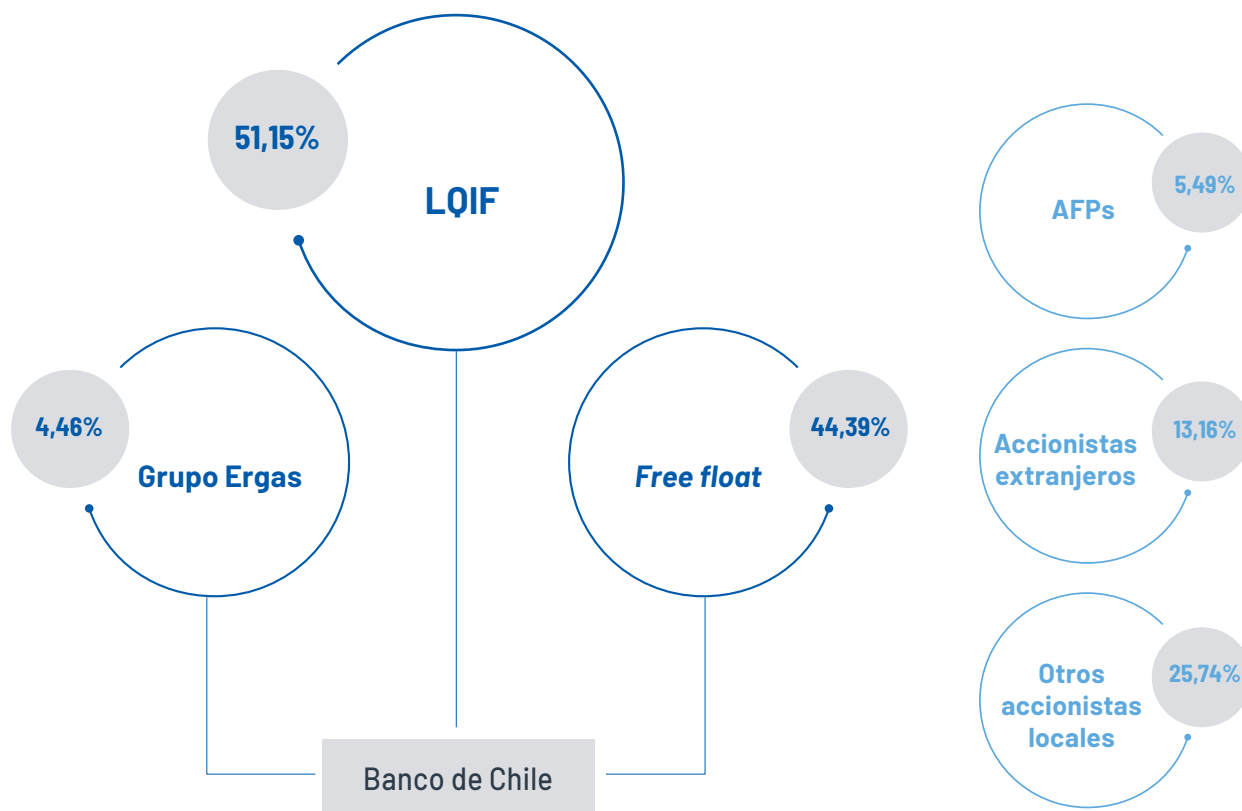 51,15%
LQIF
4,46%
Grupo Ergas
44,39%
Free float
Banco de Chile
5,49%
AFPs
13,16%
Accionistas
extranjeros
25,74%
Otros
accionistas
locales